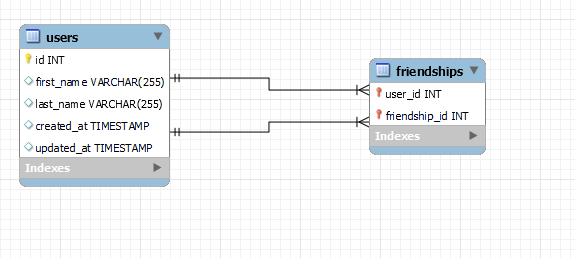 users
id INT
first_name VARCHAR(255)
last_name VARCHAR(255)
created_at TIMESTAMP
updated_at TIMESTAMP
Indexes
friendships
user_id INT
friendship_id INT
Indexes